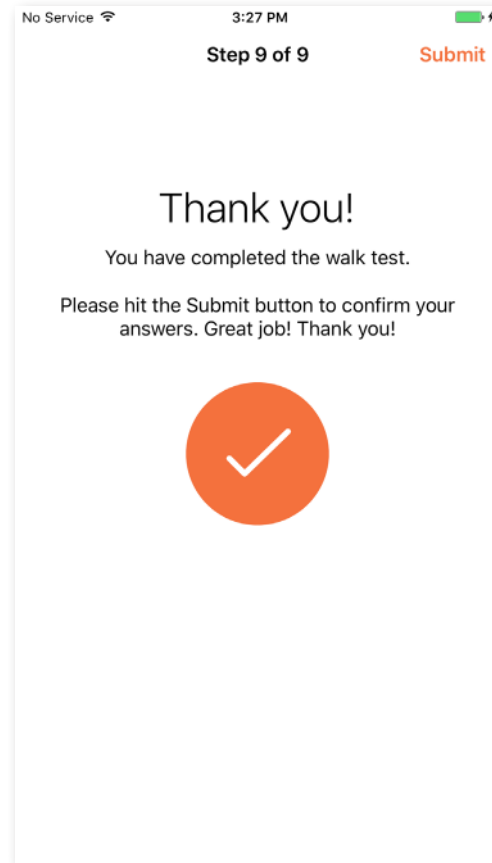 No Service 3:27 PM
Step 9 of 9 Submit
Thank you!
You have completed the walk test.
Please hit the Submit button to confirm your
answers. Great job! Thank you!